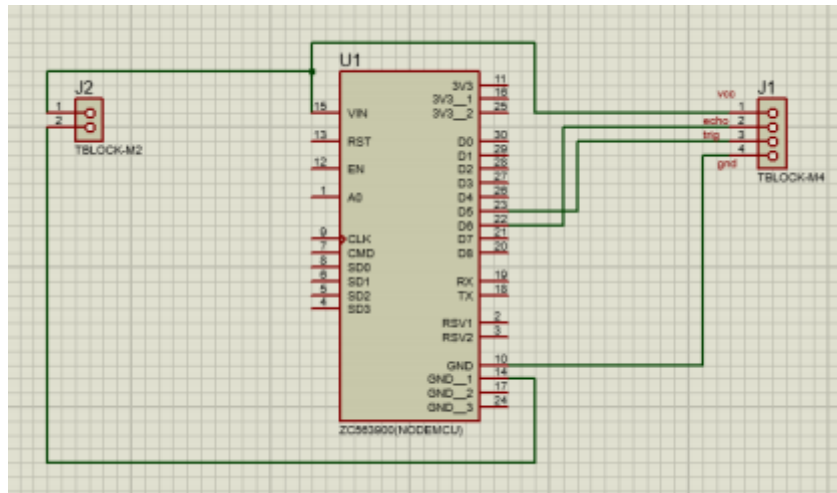 U1
J2
1
2
TBLOCK-M2
15 VIN
13 RST
12 EN
1 A0
9 CLK
7 CMD
8 SD0
6 SD1
5 SD2
4 SD3
3V3 11
3V3__1 16
3V3__2 25
D0 30
D1 29
D2 28
D3 27
D4 26
D5 23
D6 22
D7 21
D8 20
RX 19
TX 18
RSV1 2
RSV2 3
GND 10
GND__1 14
GND__2 17
GND__3 24
ZC563900(NODEMCU)
J1
vcc 1
echo 2
trig 3
4
gnd
TBLOCK-M4